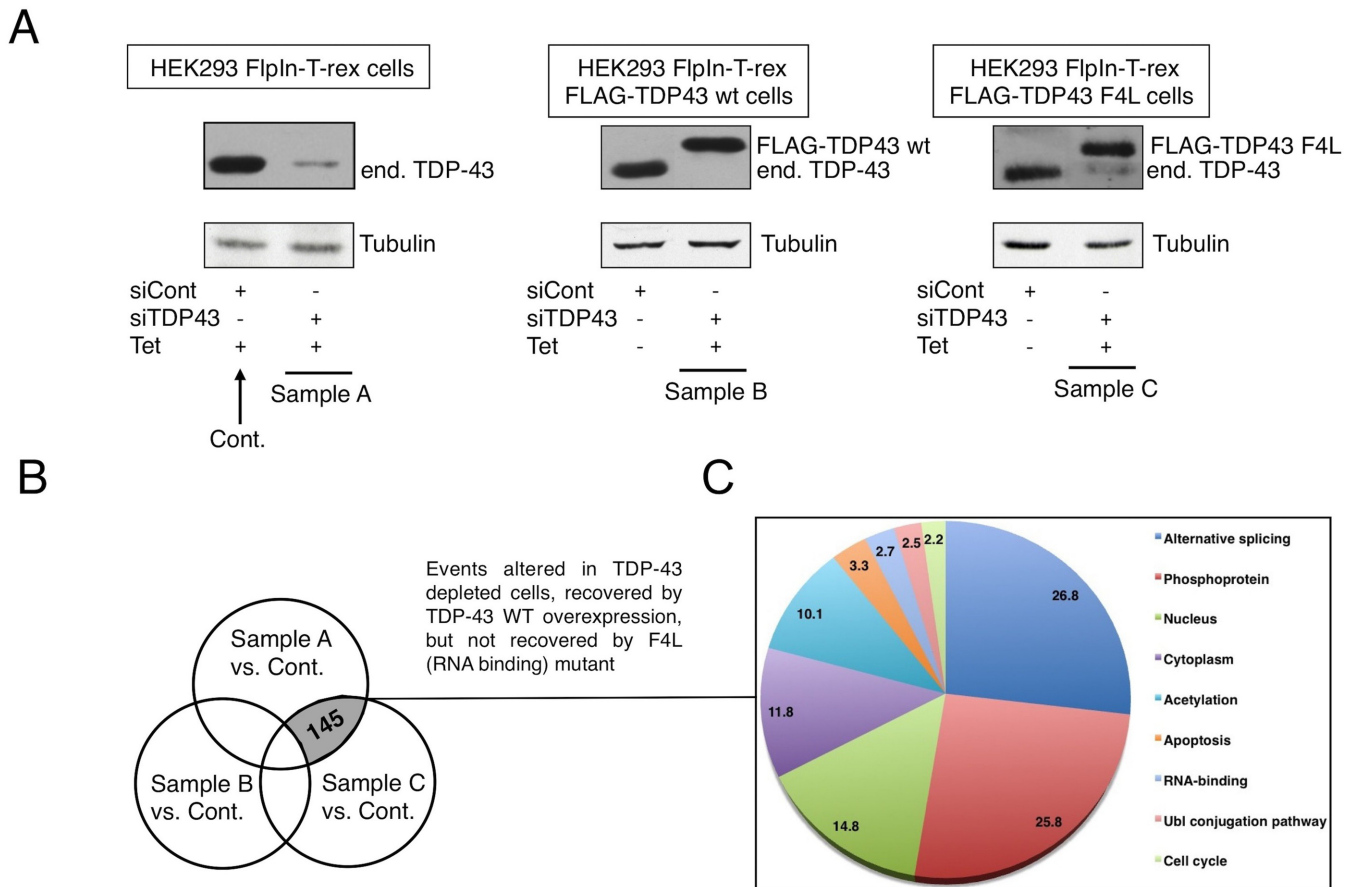 A
HEK293 FlpIn-T-rex cells
end. TDP-43
Tubulin
siCont + -
siTDP43 - +
Tet + +
Sample A
Cont.
HEK293 FlpIn-T-rex
FLAG-TDP43 wt cells
FLAG-TDP43 wt
end. TDP-43
Tubulin
siCont + -
siTDP43 - +
Tet - +
Sample B
HEK293 FlpIn-T-rex
FLAG-TDP43 F4L cells
FLAG-TDP43 F4L
end. TDP-43
Tubulin
siCont + -
siTDP43 - +
Tet - +
Sample C
B
Sample A
vs. Cont.
145
Sample B
vs. Cont.
Sample C
vs. Cont.
Events altered in TDP-43
depleted cells, recovered by
TDP-43 WT overexpression,
but not recovered by F4L
(RNA binding) mutant
C
26.8
25.8
14.8
11.8
10.1
3.3
2.7
2.5
2.2
Alternative splicing
Phosphoprotein
Nucleus
Cytoplasm
Acetylation
Apoptosis
RNA-binding
Ubl conjugation pathway
Cell cycle